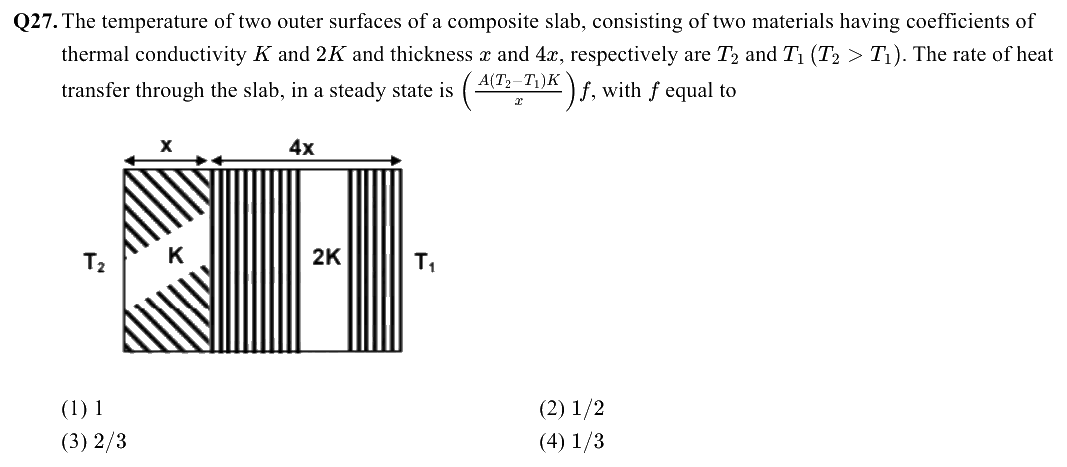 Q27. The temperature of two outer surfaces of a composite slab, consisting of two materials having coefficients of
thermal conductivity K and 2K and thickness x and 4x, respectively are T₂ and T₁ (T₂ > T₁). The rate of heat
transfer through the slab, in a steady state is (A(T₂−T₁)K/x) f, with f equal to
x 4x
T₂ K 2K T₁
(1) 1 (2) 1/2
(3) 2/3 (4) 1/3